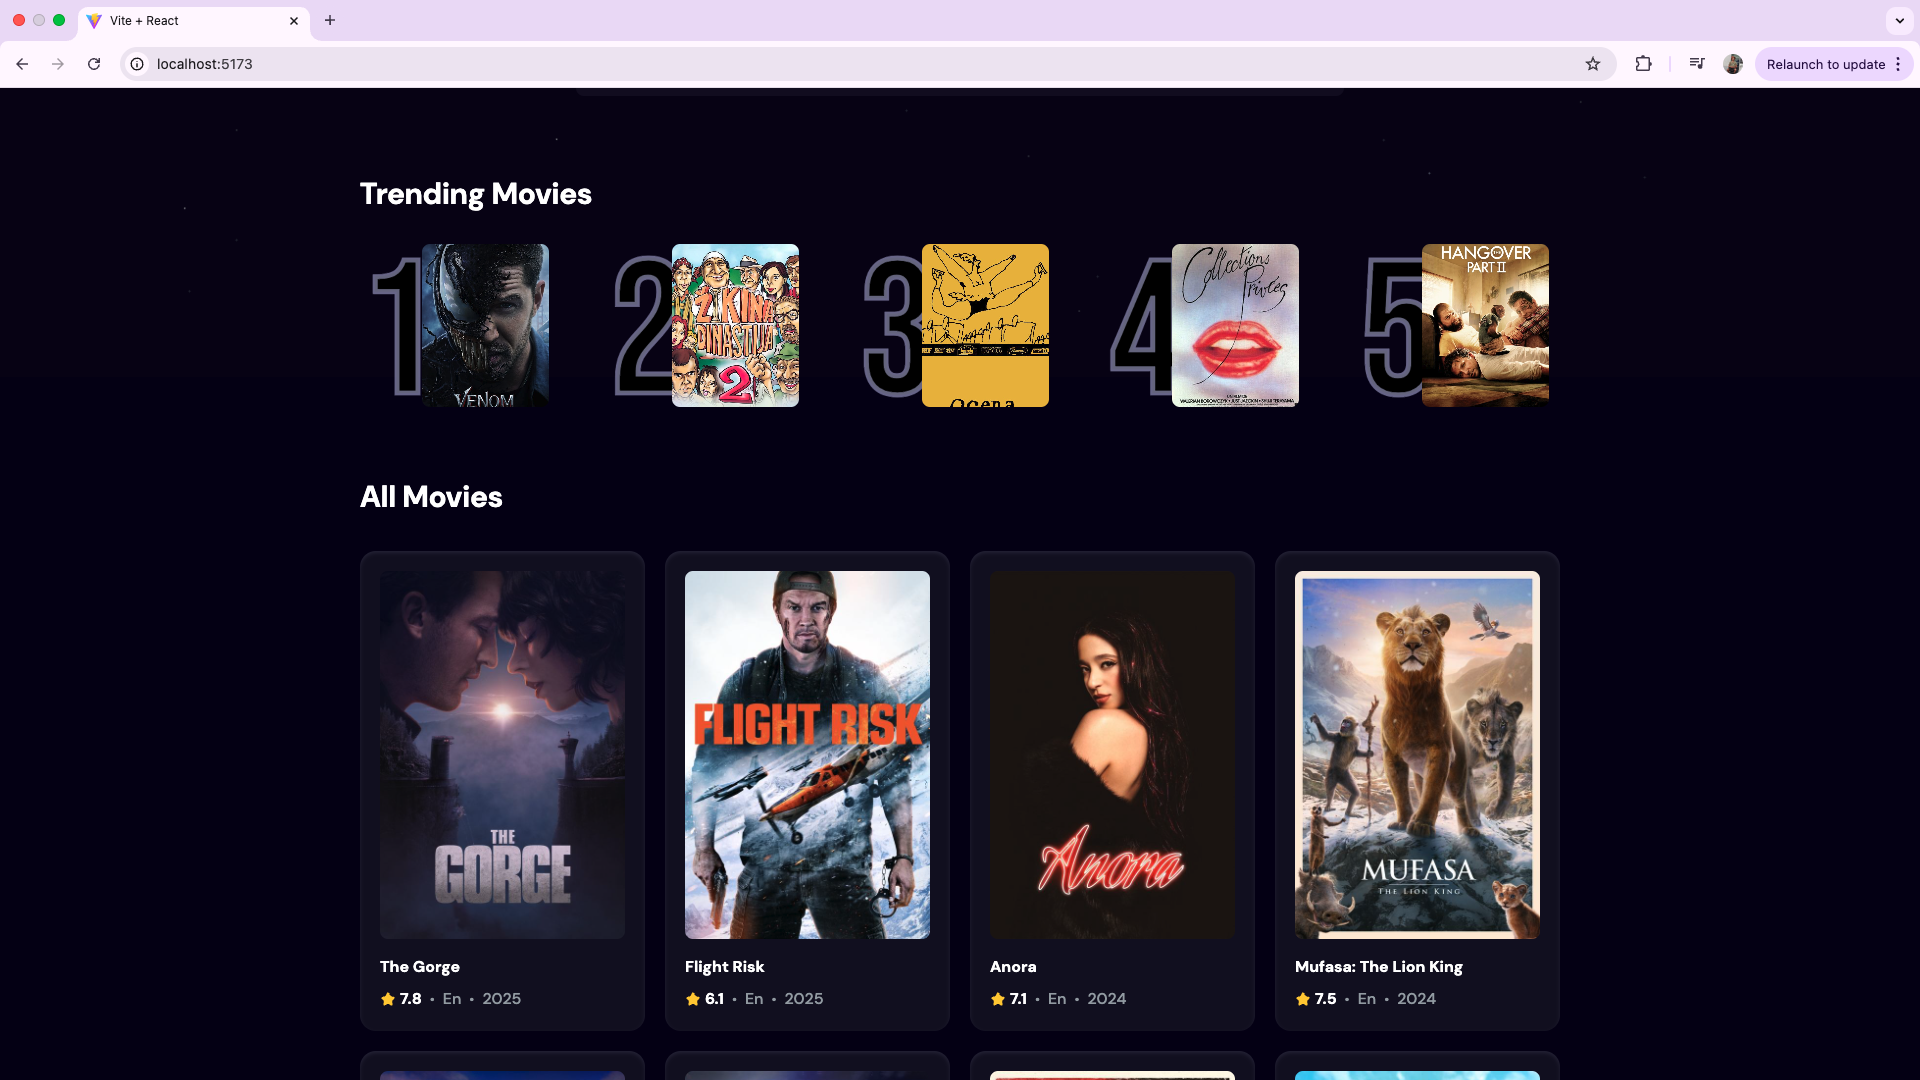 Vite + React
localhost:5173
Relaunch to update
Trending Movies
1
VENOM
2
ŽIKINA
DINASTIJA
2
3
Ocena
4
Collections
Privées
5
HANGOVER
PART II
All Movies
THE
GORGE
The Gorge
7.8 • En • 2025
FLIGHT RISK
Flight Risk
6.1 • En • 2025
Anora
Anora
7.1 • En • 2024
MUFASA
THE LION KING
Mufasa: The Lion King
7.5 • En • 2024